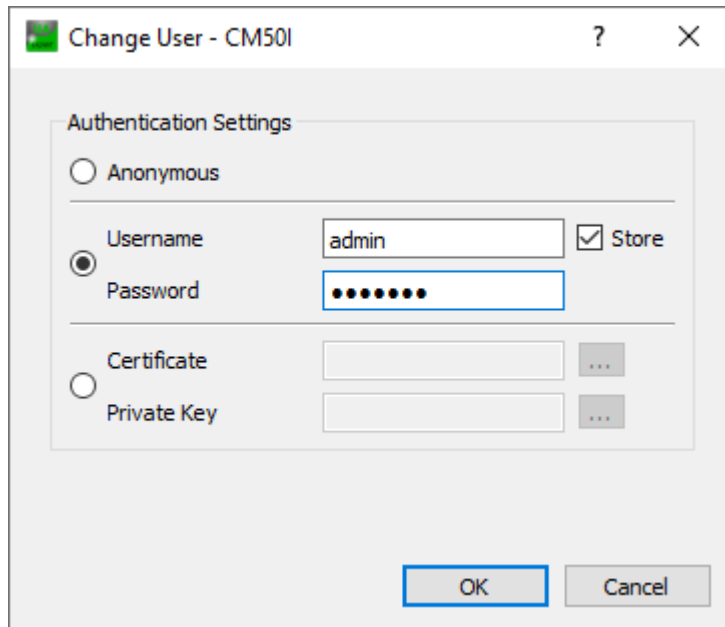 Change User - CM50I
?
Authentication Settings
Anonymous
Username
admin
Store
Password
●●●●●●●
Certificate
...
Private Key
...
OK
Cancel